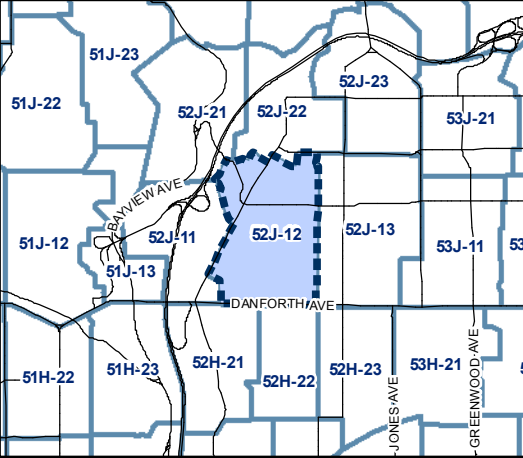 51J-23
51J-22
52J-23
52J-21
52J-22
53J-21
BAYVIEW AVE
51J-12
52J-11
52J-12
52J-13
53J-11
53
51J-13
DANFORTH AVE
51H-22
51H-23
52H-21
52H-22
52H-23
53H-21
JONES AVE
GREENWOOD AVE